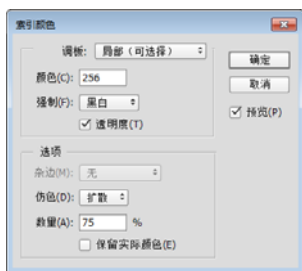 索引颜色
调板: 局部（可选择）
确定
颜色(C): 256
取消
强制(F): 黑白
预览(P)
透明度(T)
选项
杂边(M): 无
仿色(D): 扩散
数量(A): 75 %
保留实际颜色(E)